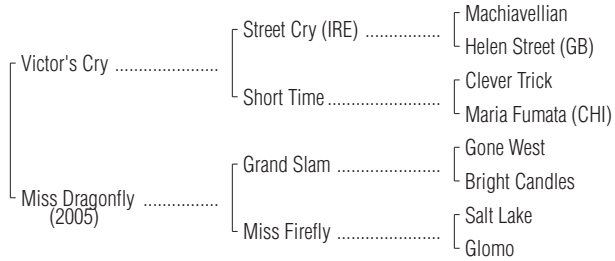 Machiavellian
Street Cry (IRE) ..................
Helen Street (GB)
Victor's Cry .........................
Clever Trick
Short Time ...........................
Maria Fumata (CHI)
Gone West
Grand Slam .........................
Bright Candles
Miss Dragonfly ..................
(2005)
Salt Lake
Miss Firefly .........................
Glomo